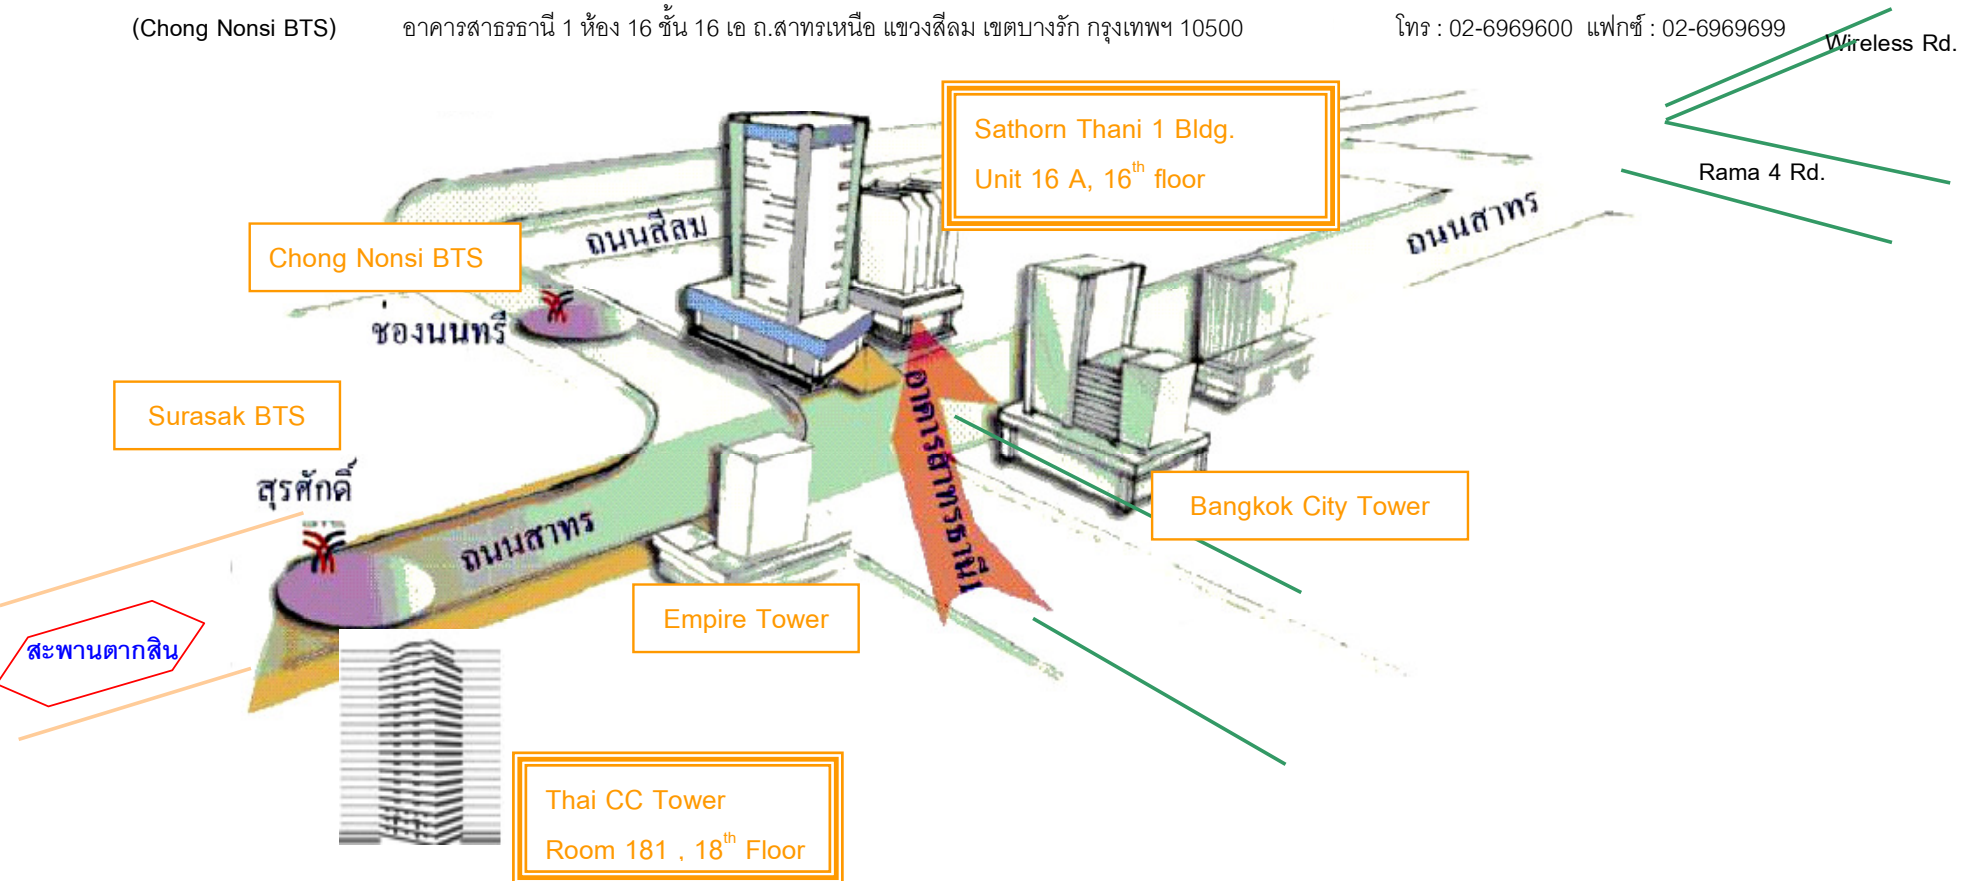 (Chong Nonsi BTS) อาคารสาธรธานี 1 ห้อง 16 ชั้น 16 เอ ถ.สาทรเหนือ แขวงสีลม เขตบางรัก กรุงเทพฯ 10500 โทร : 02-6969600 แฟกซ์ : 02-6969699
Wireless Rd.
Sathorn Thani 1 Bldg.
Unit 16 A, 16th floor
Rama 4 Rd.
ถนนสีลม
ถนนสาทร
Chong Nonsi BTS
ช่องนนทรี
Surasak BTS
สุรศักดิ์
อาคารสาทรธานี1
Bangkok City Tower
ถนนสาทร
Empire Tower
สะพานตากสิน
Thai CC Tower
Room 181 , 18th Floor